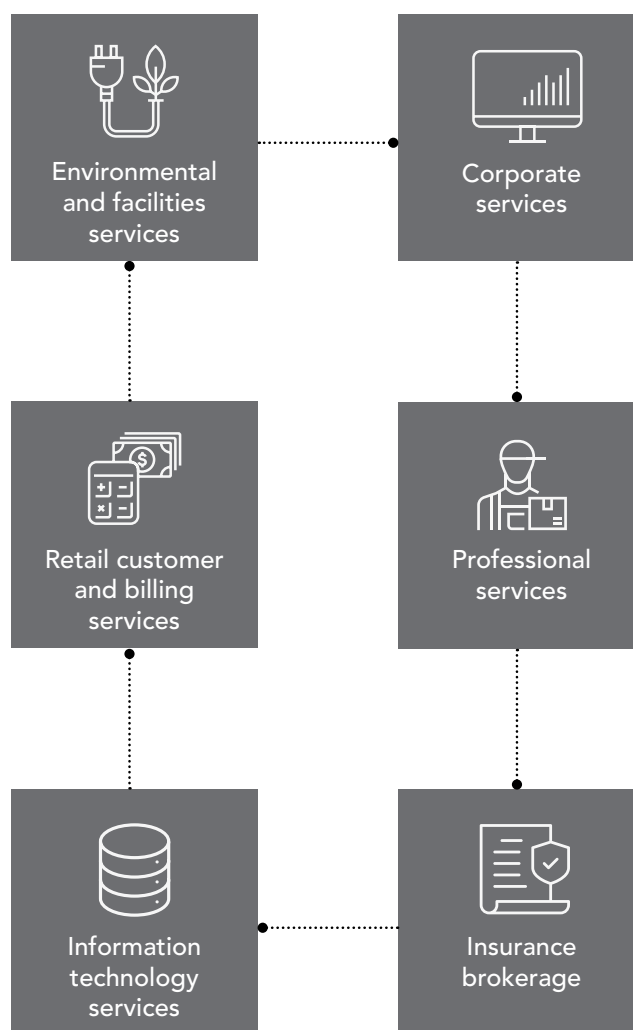 Environmental
and facilities
services
Corporate
services
Retail customer
and billing
services
Professional
services
Information
technology
services
Insurance
brokerage